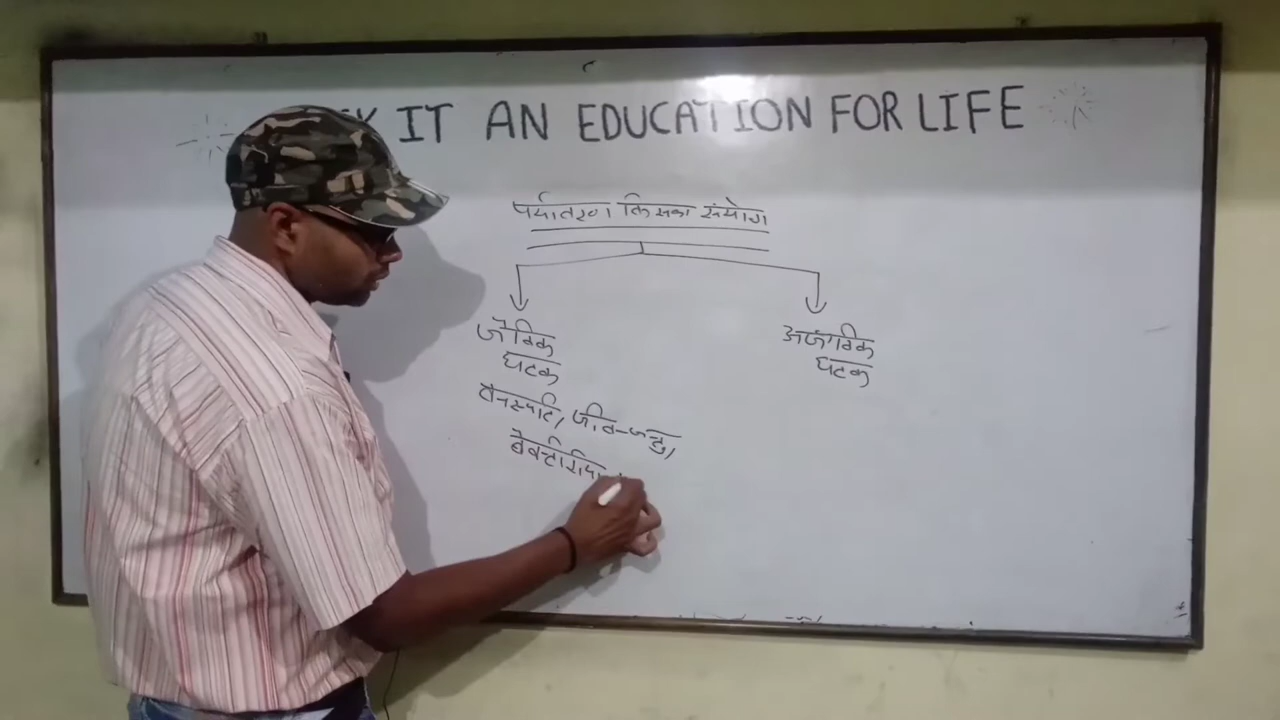 IT AN EDUCATION FOR LIFE
पर्यावरण किसका संयोग
जैविक
घटक
अजैविक
घटक
वनस्पति, जीव-जन्तु,
बैक्टीरिया